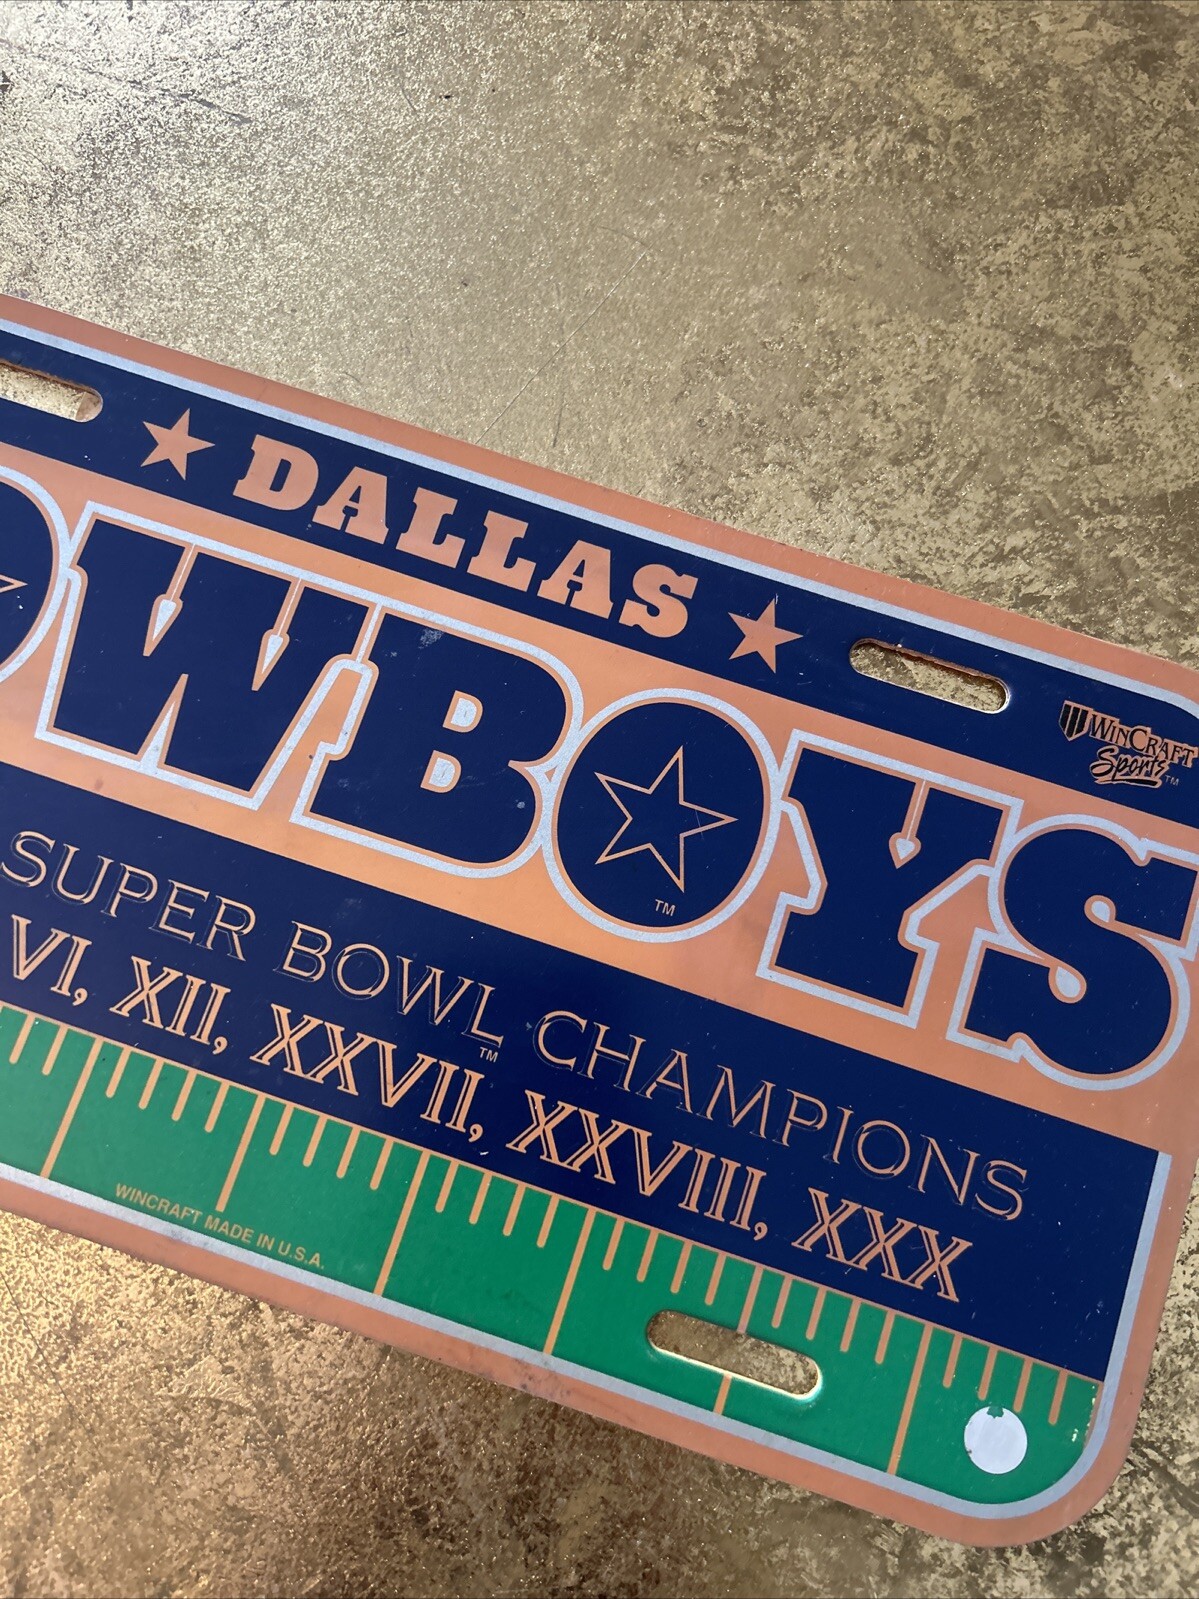 DALLAS
OWBOYS
TM
WINCRAFT
Sports TM
SUPER BOWL CHAMPIONS
TM
VI, XII, XXVII, XXVIII, XXX
WINCRAFT MADE IN U.S.A.